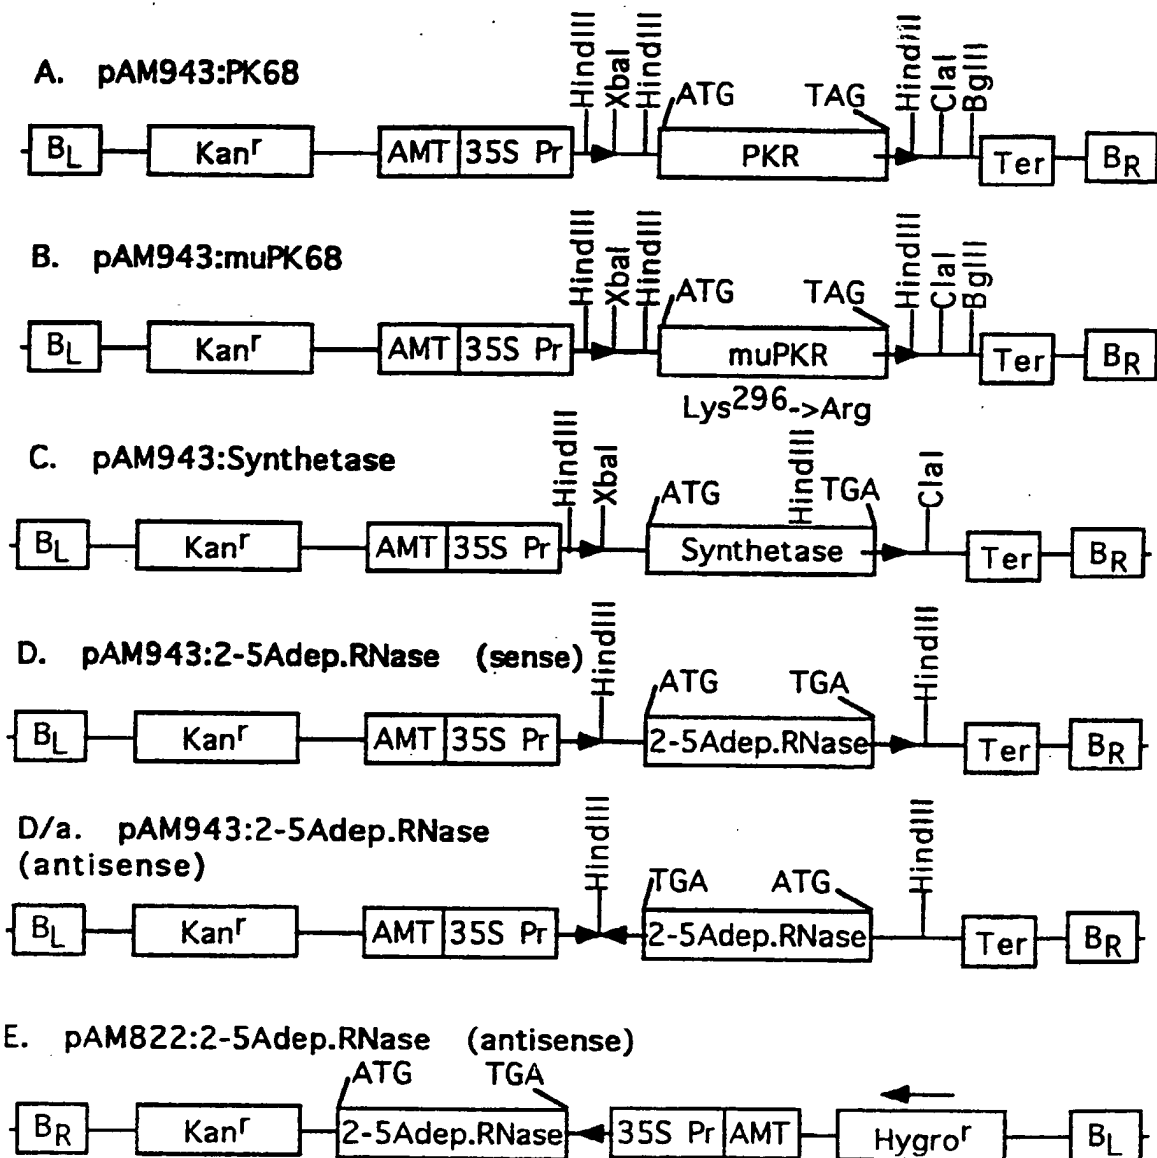 A. pAM943:PK68
HindIII XbaI HindIII ATG TAG HindIII ClaI BglII
BL Kanr AMT 35S Pr PKR Ter BR
B. pAM943:muPK68
HindIII XbaI HindIII ATG TAG HindIII ClaI BglII
BL Kanr AMT 35S Pr muPKR Ter BR
Lys296->Arg
C. pAM943:Synthetase
HindIII XbaI ATG HindIII TGA ClaI
BL Kanr AMT 35S Pr Synthetase Ter BR
D. pAM943:2-5Adep.RNase (sense)
HindIII ATG TGA HindIII
BL Kanr AMT 35S Pr 2-5Adep.RNase Ter BR
D/a. pAM943:2-5Adep.RNase
(antisense)
HindIII TGA ATG HindIII
BL Kanr AMT 35S Pr 2-5Adep.RNase Ter BR
E. pAM822:2-5Adep.RNase (antisense)
ATG TGA
BR Kanr 2-5Adep.RNase 35S Pr AMT Hygror BL